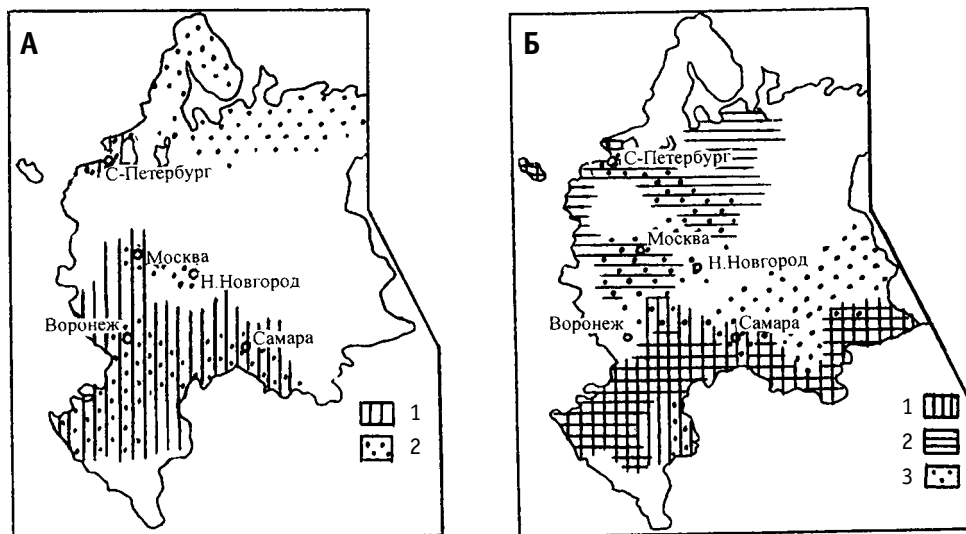 А
С-Петербург
Москва
Н.Новгород
Воронеж
Самара
1
2
Б
С-Петербург
Москва
Н.Новгород
Воронеж
Самара
1
2
3